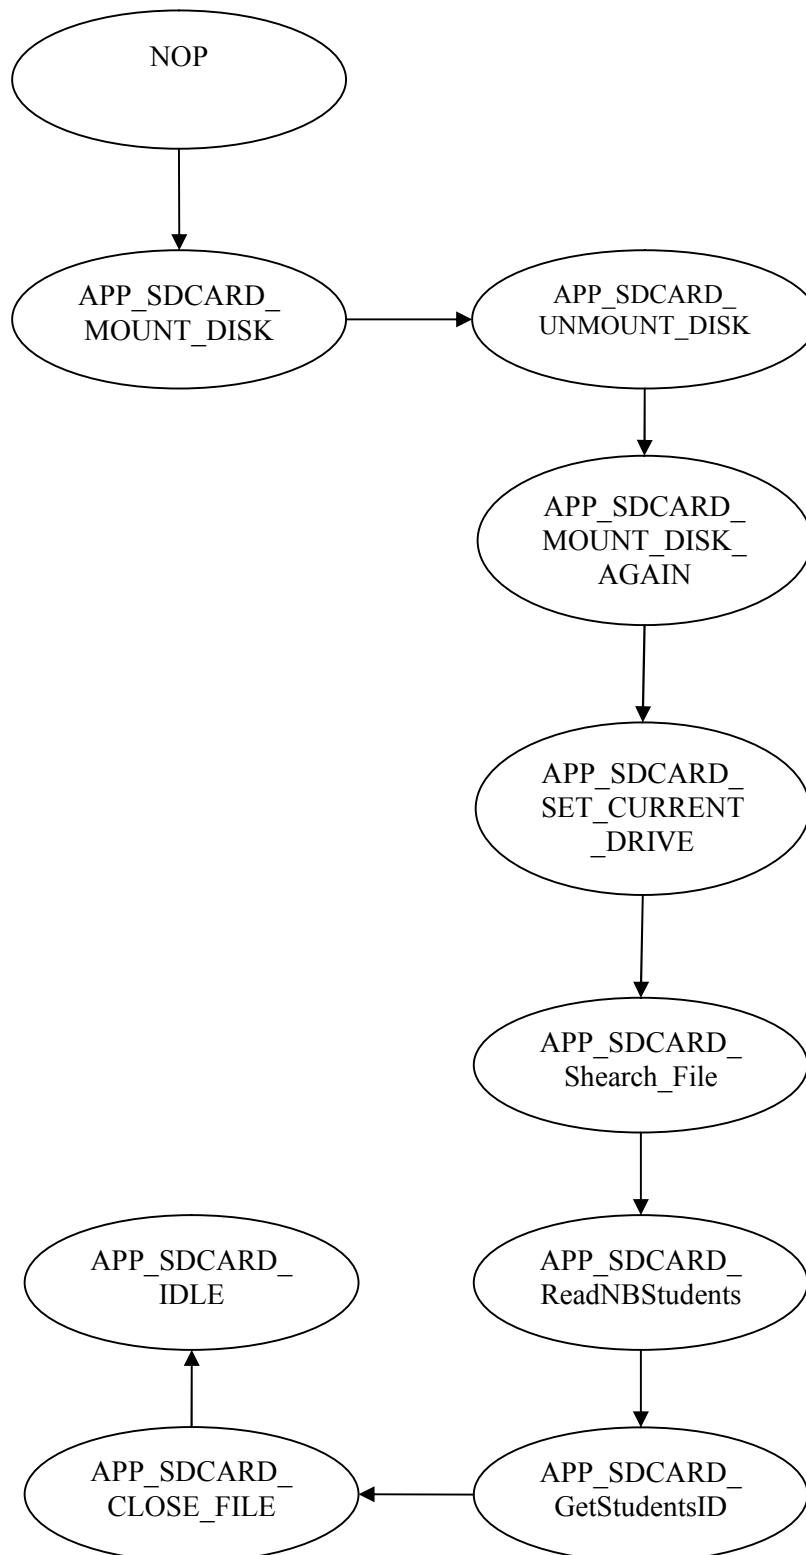 NOP
APP_SDCARD_
MOUNT_DISK
APP_SDCARD_
UNMOUNT_DISK
APP_SDCARD_
MOUNT_DISK_
AGAIN
APP_SDCARD_
SET_CURRENT
_DRIVE
APP_SDCARD_
Shearch_File
APP_SDCARD_
ReadNBStudents
APP_SDCARD_
GetStudentsID
APP_SDCARD_
CLOSE_FILE
APP_SDCARD_
IDLE